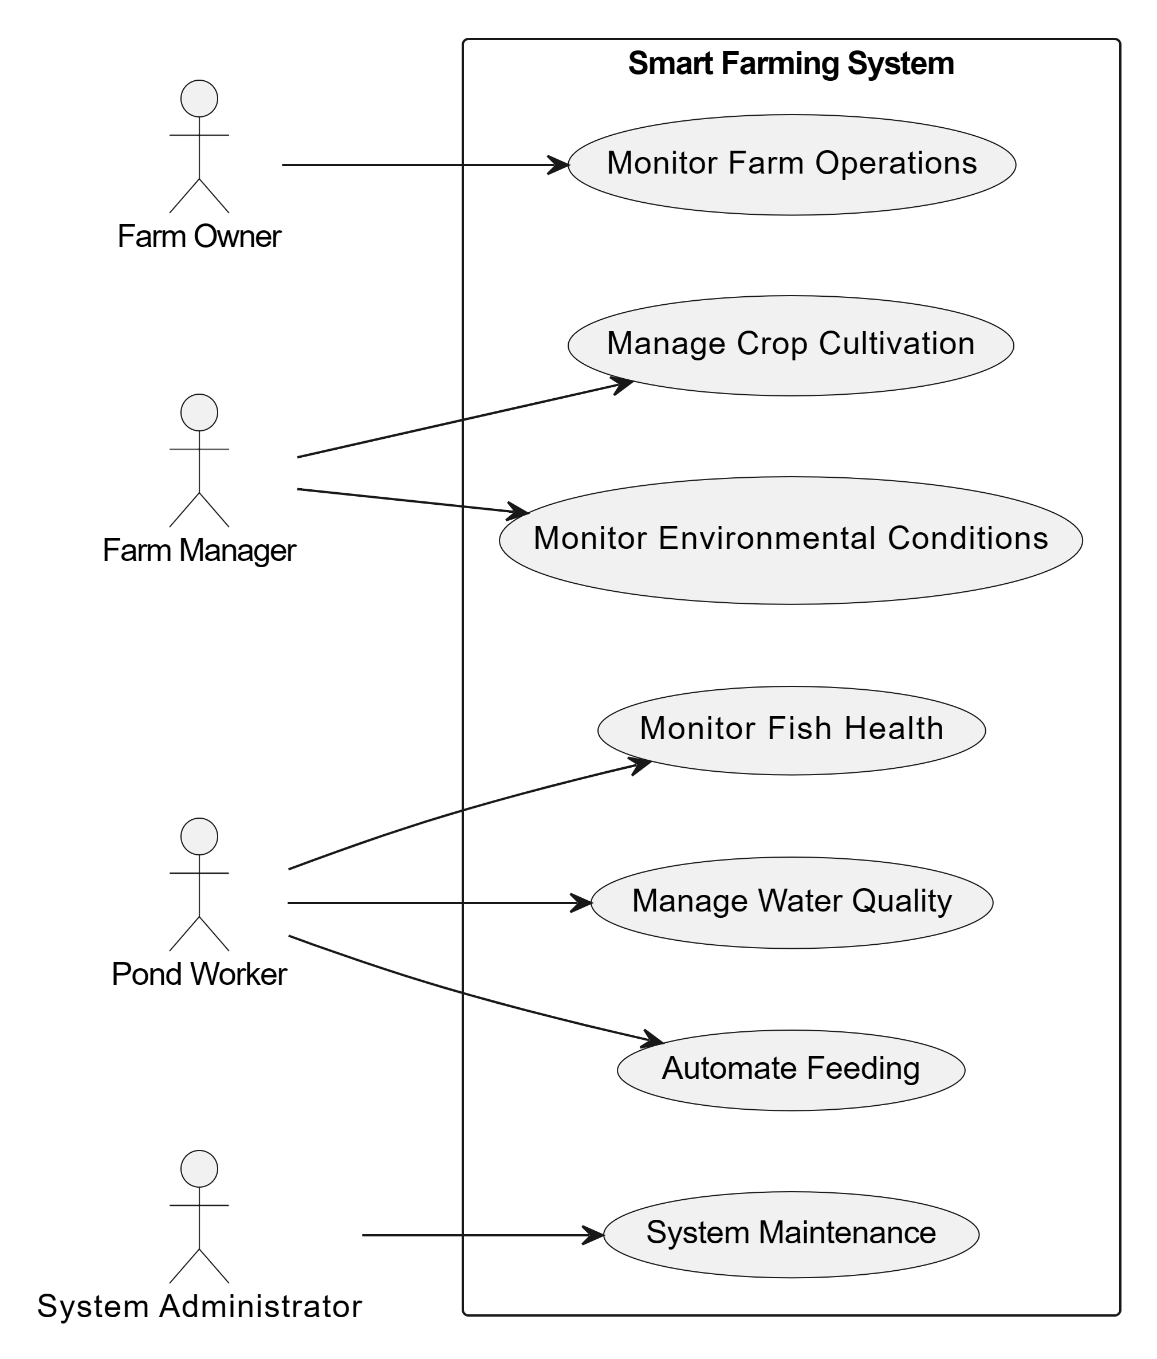 Smart Farming System
Farm Owner
Monitor Farm Operations
Manage Crop Cultivation
Farm Manager
Monitor Environmental Conditions
Monitor Fish Health
Pond Worker
Manage Water Quality
Automate Feeding
System Administrator
System Maintenance